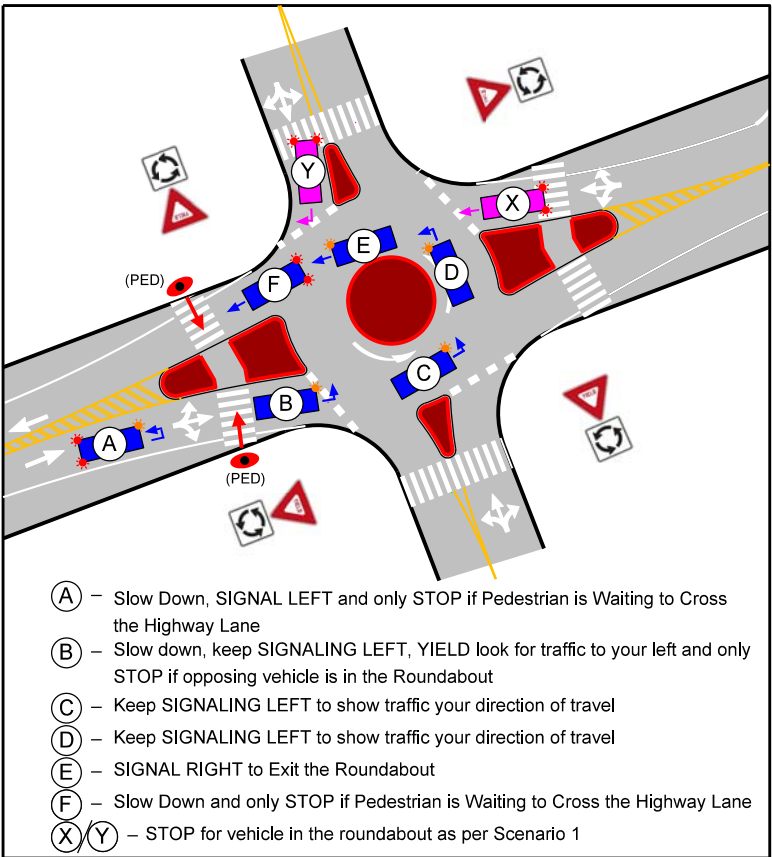 Y
X
E
(PED)
F
D
C
B
A
(PED)
YIELD
YIELD
YIELD
YIELD
A – Slow Down, SIGNAL LEFT and only STOP if Pedestrian is Waiting to Cross
the Highway Lane
B – Slow down, keep SIGNALING LEFT, YIELD look for traffic to your left and only
STOP if opposing vehicle is in the Roundabout
C – Keep SIGNALING LEFT to show traffic your direction of travel
D – Keep SIGNALING LEFT to show traffic your direction of travel
E – SIGNAL RIGHT to Exit the Roundabout
F – Slow Down and only STOP if Pedestrian is Waiting to Cross the Highway Lane
X/Y – STOP for vehicle in the roundabout as per Scenario 1